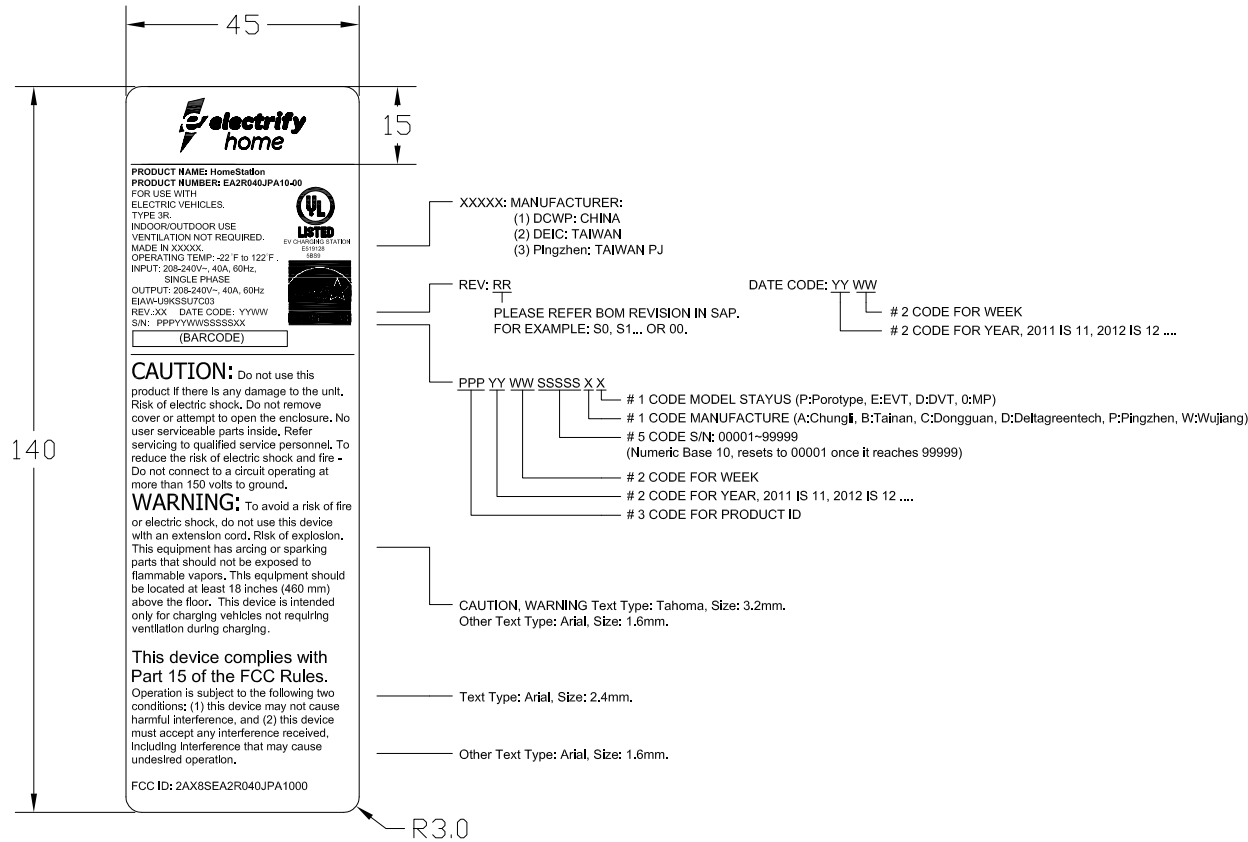 45
140
15
electrify
home
PRODUCT NAME: HomeStation
PRODUCT NUMBER: EA2R040JPA10-00
FOR USE WITH
ELECTRIC VEHICLES.
TYPE 3R.
INDOOR/OUTDOOR USE
VENTILATION NOT REQUIRED.
MADE IN XXXXX.
OPERATING TEMP: -22°F to 122°F .
INPUT: 208-240V~, 40A, 60Hz,
SINGLE PHASE
OUTPUT: 208-240V~, 40A, 60Hz
EIAW-U9KSSU7C03
REV.:XX DATE CODE: YYWW
S/N: PPPYYWWSSSSSXX
(BARCODE)
UL
LISTED
EV CHARGING STATION
E519128
5BS9
CAUTION: Do not use this
product if there is any damage to the unit.
Risk of electric shock. Do not remove
cover or attempt to open the enclosure. No
user serviceable parts inside. Refer
servicing to qualified service personnel. To
reduce the risk of electric shock and fire -
Do not connect to a circuit operating at
more than 150 volts to ground.
WARNING: To avoid a risk of fire
or electric shock, do not use this device
with an extension cord. Risk of explosion.
This equipment has arcing or sparking
parts that should not be exposed to
flammable vapors. This equipment should
be located at least 18 inches (460 mm)
above the floor. This device is intended
only for charging vehicles not requiring
ventilation during charging.
This device complies with
Part 15 of the FCC Rules.
Operation is subject to the following two
conditions: (1) this device may not cause
harmful interference, and (2) this device
must accept any interference received,
including interference that may cause
undesired operation.
FCC ID: 2AX8SEA2R040JPA1000
R3.0
XXXXX: MANUFACTURER:
(1) DCWP: CHINA
(2) DEIC: TAIWAN
(3) Pingzhen: TAIWAN PJ
REV: RR
PLEASE REFER BOM REVISION IN SAP.
FOR EXAMPLE: S0, S1... OR 00.
DATE CODE: YY WW
# 2 CODE FOR WEEK
# 2 CODE FOR YEAR, 2011 IS 11, 2012 IS 12 ....
PPP YY WW SSSSS X X
# 1 CODE MODEL STAYUS (P:Porotype, E:EVT, D:DVT, 0:MP)
# 1 CODE MANUFACTURE (A:Chungli, B:Tainan, C:Dongguan, D:Deltagreentech, P:Pingzhen, W:Wujiang)
# 5 CODE S/N: 00001~99999
(Numeric Base 10, resets to 00001 once it reaches 99999)
# 2 CODE FOR WEEK
# 2 CODE FOR YEAR, 2011 IS 11, 2012 IS 12 ....
# 3 CODE FOR PRODUCT ID
CAUTION, WARNING Text Type: Tahoma, Size: 3.2mm.
Other Text Type: Arial, Size: 1.6mm.
Text Type: Arial, Size: 2.4mm.
Other Text Type: Arial, Size: 1.6mm.